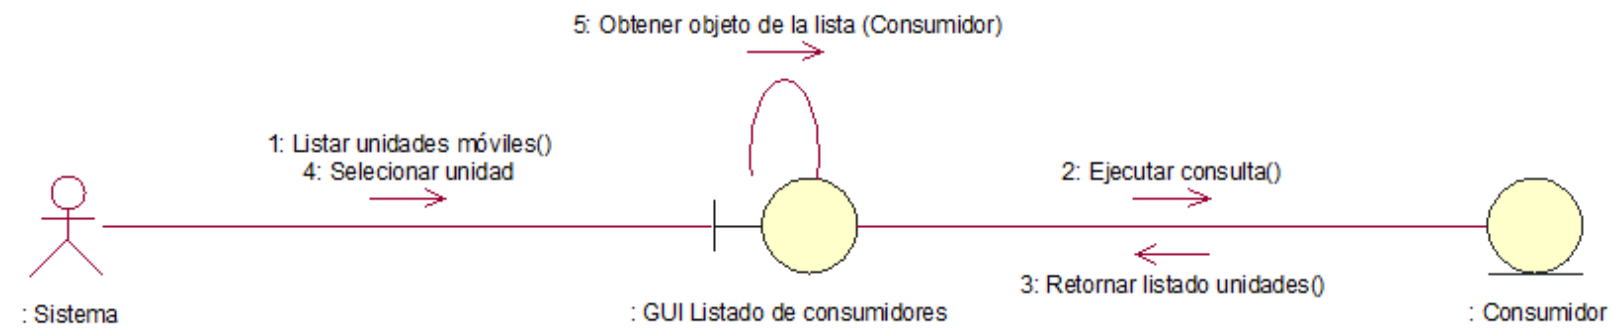 5: Obtener objeto de la lista (Consumidor)
1: Listar unidades móviles()
4: Selecionar unidad
2: Ejecutar consulta()
3: Retornar listado unidades()
: Sistema
: GUI Listado de consumidores
: Consumidor